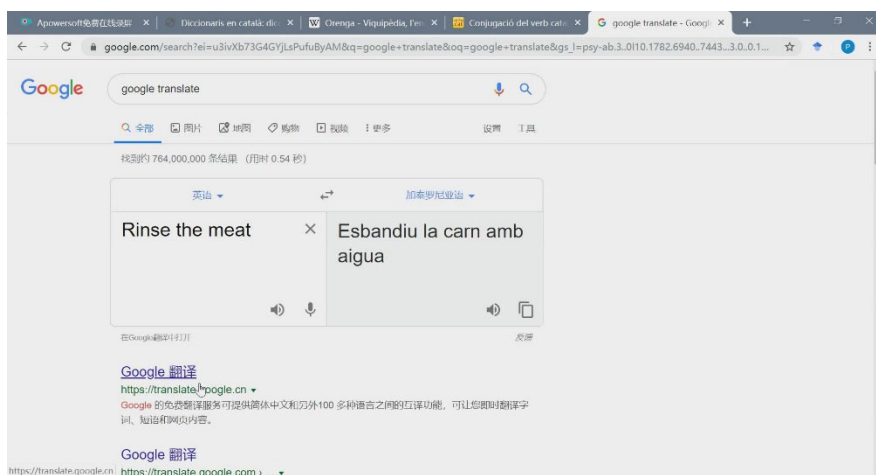 Apowersoft免费在线录屏
Diccionaris en català: dic
Orenga - Viquipèdia, l'en
Conjugació del verb cata
google translate - Googl
google.com/search?ei=u3ivXb73G4GYjLsPufuByAM&q=google+translate&oq=google+translate&gs_l=psy-ab.3..0l10.1782.6940..7443...3.0..0.1...
P
Google
google translate
全部 图片 地图 购物 视频 更多 设置 工具
找到约 764,000,000 条结果 （用时 0.54 秒）
英语 加泰罗尼亚语
Rinse the meat
Esbandiu la carn amb
aigua
在Google翻译中打开 反馈
Google 翻译
https://translate.google.cn
Google 的免费翻译服务可提供简体中文和另外100 多种语言之间的互译功能，可让您即时翻译字
词、短语和网页内容。
Google 翻译
https://translate.google.cn
https://translate.google.com